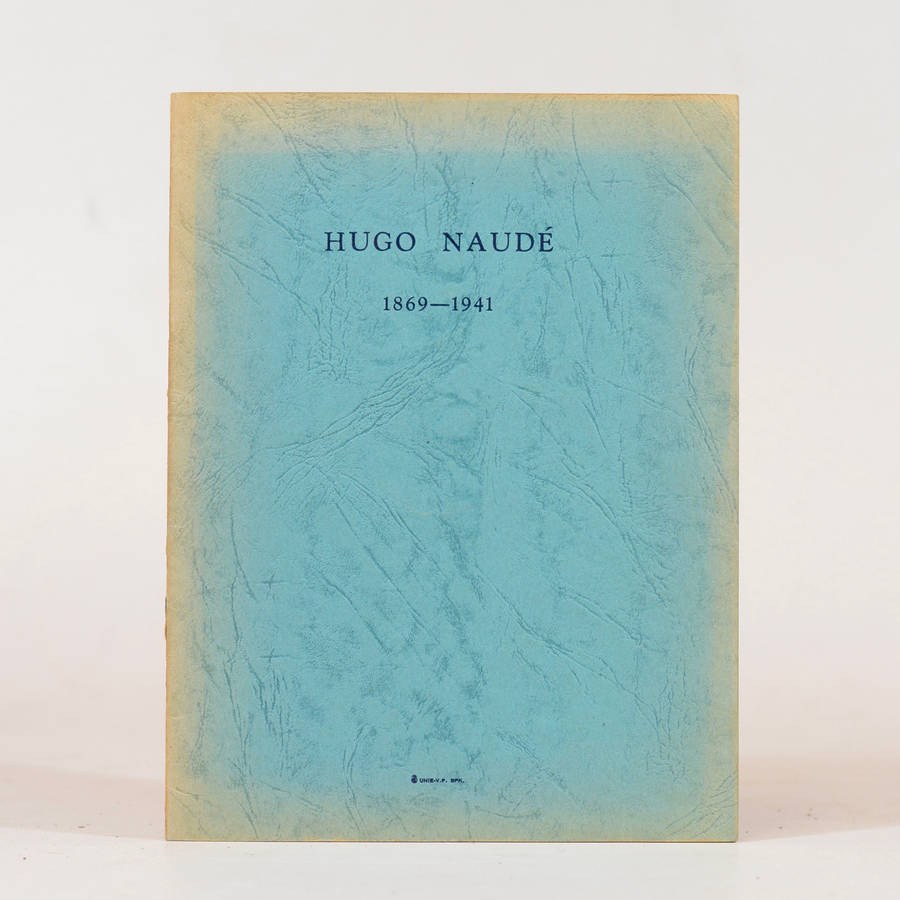 HUGO NAUDÉ
1869—1941
UNIE-V.P. BPK.